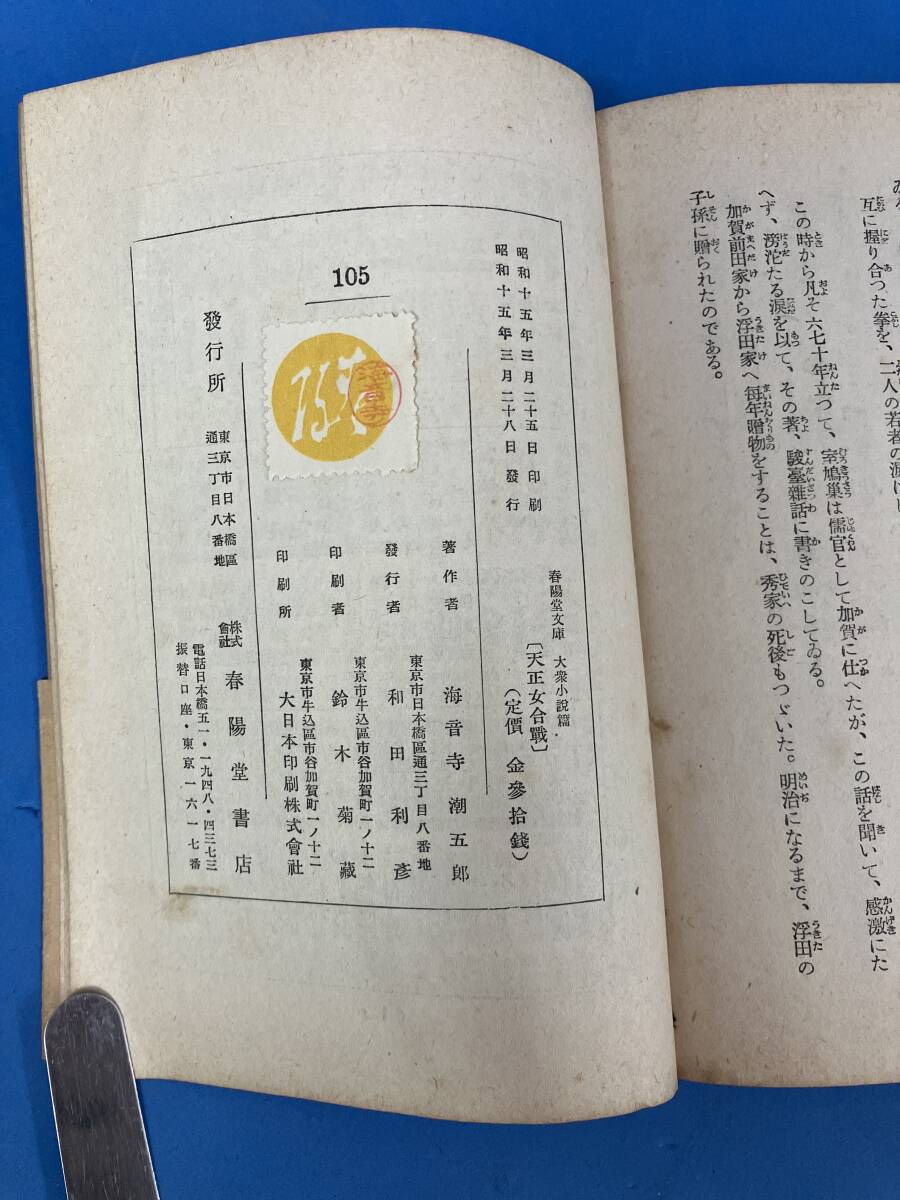 互に握り合つた拳を、二人の若者の涙は
この時から凡そ六七十年立つて、室鳩巣は儒官として加賀に仕へたが、この話を聞いて、感激にた
へず、滂沱たる涙を以て、その著、駿臺雜話に書きのこしてゐる。
加賀前田家から浮田家へ毎年贈物をすることは、秀家の死後もつゞいた。明治になるまで、浮田の
子孫に贈られたのである。
昭和十五年三月二十五日印刷
昭和十五年三月二十八日發行
春陽堂文庫 大衆小說篇・
〔天正女合戰〕
(定價 金參拾錢)
著作者 海音寺潮五郎
東京市日本橋區通三丁目八番地
發行者 和田利彥
東京市牛込區市谷加賀町一ノ十二
印刷者 鈴木菊藏
東京市牛込區市谷加賀町一ノ十二
印刷所 大日本印刷株式會社
105
海音寺
發行所
東京市日本橋區
通三丁目八番地
株式
會社 春陽堂書店
電話日本橋五一・一九四八・四三七三
振替口座・東京一六一七番